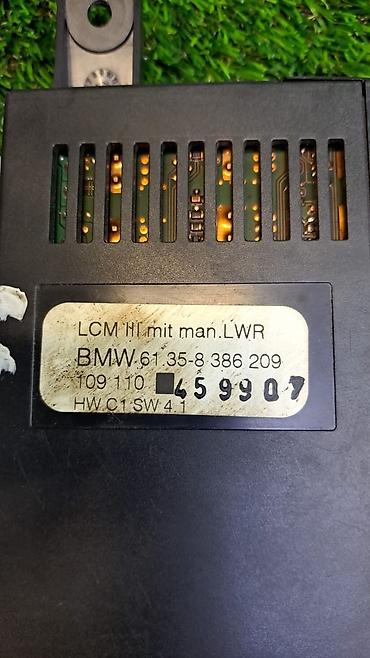 LCM III mit man.LWR
BMW 61.35-8 386 209
109 110 459907
HW C1 SW 4.1